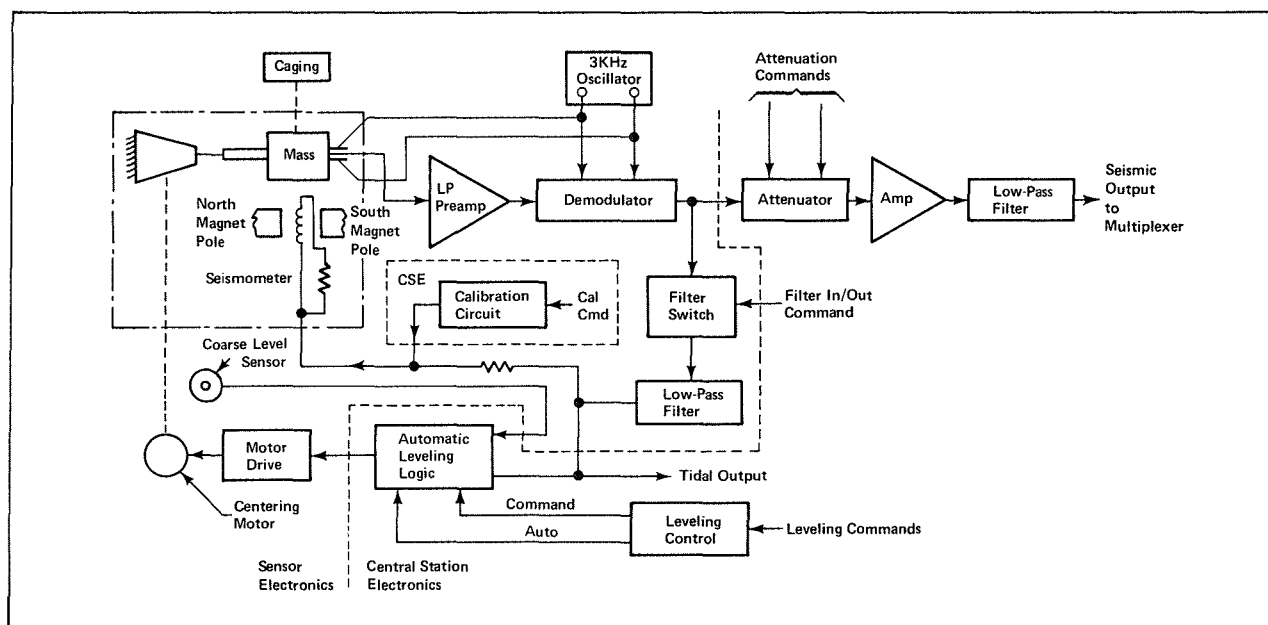 Caging
3KHz
Oscillator
Attenuation
Commands
Mass
LP
Preamp
Demodulator
Attenuator
Amp
Low-Pass
Filter
Seismic
Output
to
Multiplexer
North
Magnet
Pole
South
Magnet
Pole
Seismometer
CSE
Calibration
Circuit
Cal
Cmd
Filter
Switch
Filter In/Out
Command
Coarse Level
Sensor
Low-Pass
Filter
Motor
Drive
Automatic
Leveling
Logic
Tidal Output
Centering
Motor
Command
Auto
Leveling
Control
Leveling Commands
Sensor
Electronics
Central Station
Electronics